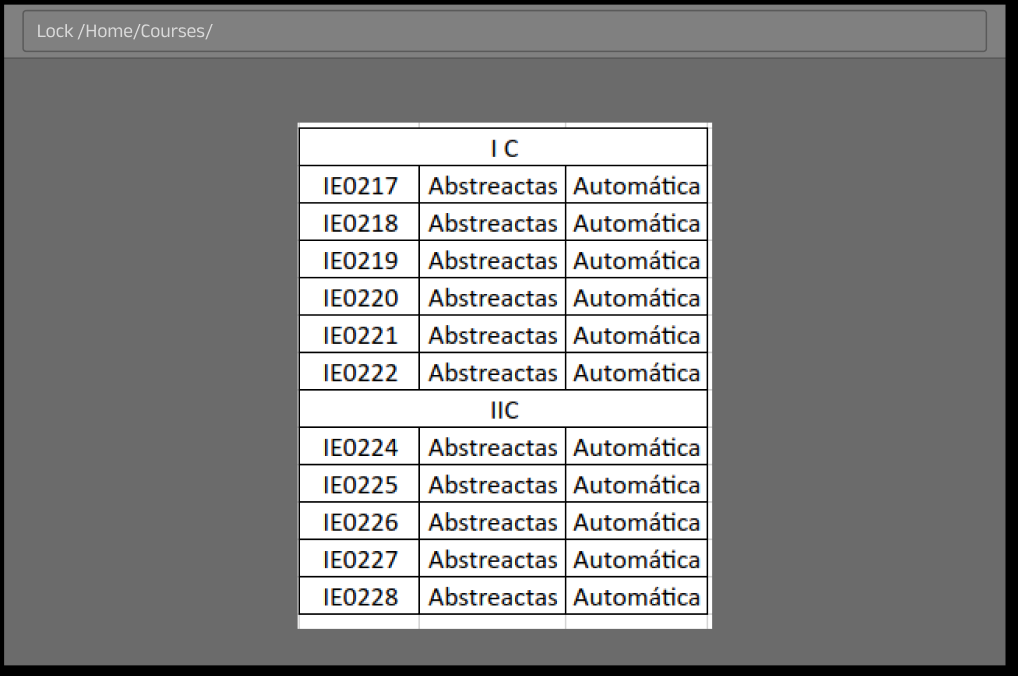 Lock /Home/Courses/
I C
IE0217 Abstreactas Automática
IE0218 Abstreactas Automática
IE0219 Abstreactas Automática
IE0220 Abstreactas Automática
IE0221 Abstreactas Automática
IE0222 Abstreactas Automática
IIC
IE0224 Abstreactas Automática
IE0225 Abstreactas Automática
IE0226 Abstreactas Automática
IE0227 Abstreactas Automática
IE0228 Abstreactas Automática